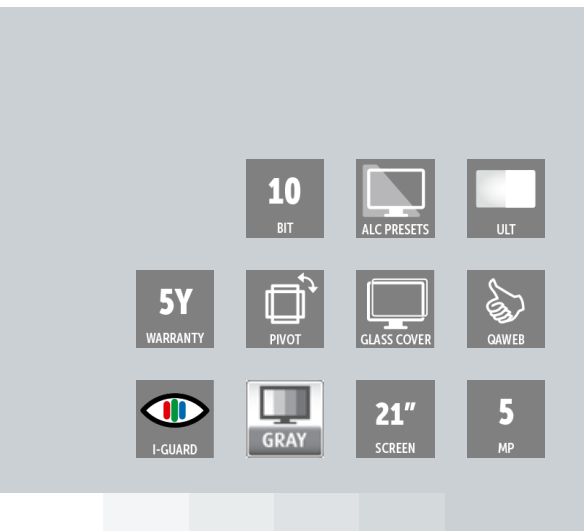 10
BIT
ALC PRESETS
ULT
5Y
WARRANTY
PIVOT
GLASS COVER
QAWEB
I-GUARD
GRAY
21”
SCREEN
5
MP